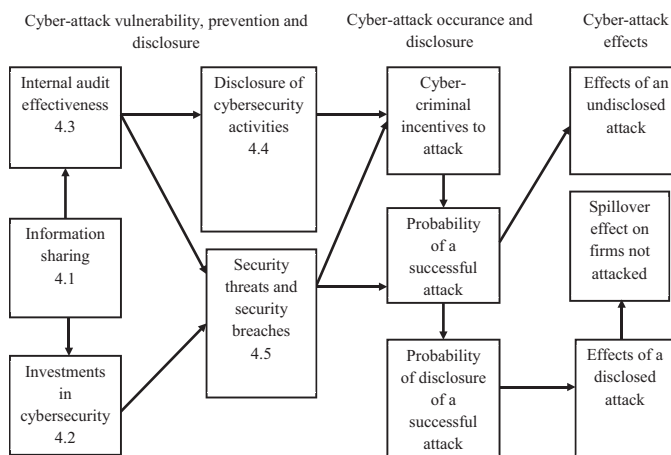 Cyber-attack vulnerability, prevention and
disclosure
Cyber-attack occurance and
disclosure
Cyber-attack
effects
Internal audit
effectiveness
4.3
Information
sharing
4.1
Investments
in
cybersecurity
4.2
Disclosure of
cybersecurity
activities
4.4
Security
threats and
security
breaches
4.5
Cyber-
criminal
incentives to
attack
Probability
of a
successful
attack
Probability
of disclosure
of a
successful
attack
Effects of an
undisclosed
attack
Spillover
effect on
firms not
attacked
Effects of a
disclosed
attack